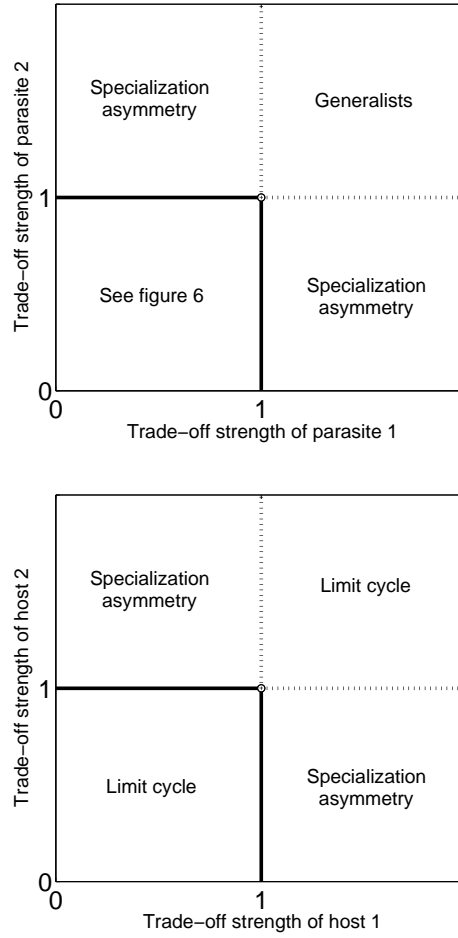 Trade-off strength of parasite 2
Specialization
asymmetry
Generalists
1
See figure 6
Specialization
asymmetry
0
0
1
Trade-off strength of parasite 1
Trade-off strength of host 2
Specialization
asymmetry
Limit cycle
1
Limit cycle
Specialization
asymmetry
0
0
1
Trade-off strength of host 1